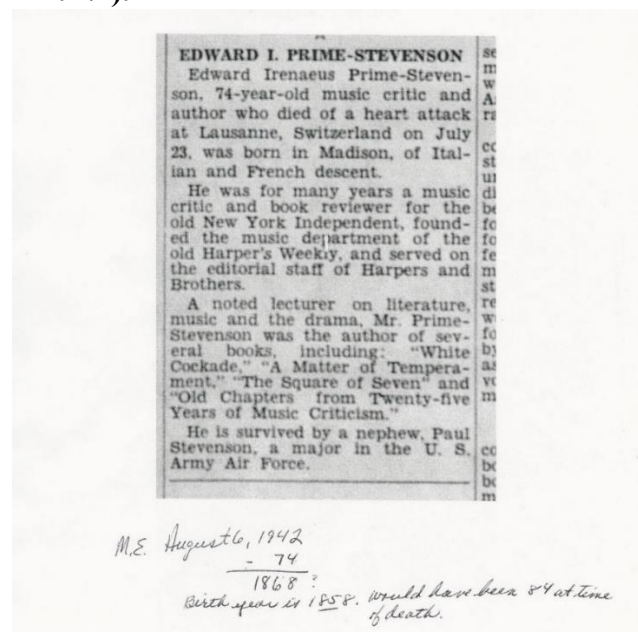 EDWARD I. PRIME-STEVENSON
Edward Irenaeus Prime-Steven-
son, 74-year-old music critic and
author who died of a heart attack
at Lausanne, Switzerland on July
23, was born in Madison, of Ital-
ian and French descent.
He was for many years a music
critic and book reviewer for the
old New York Independent, found-
ed the music department of the
old Harper's Weekly, and served on
the editorial staff of Harpers and
Brothers.
A noted lecturer on literature,
music and the drama, Mr. Prime-
Stevenson was the author of sev-
eral books, including: "White
Cockade," "A Matter of Tempera-
ment," "The Square of Seven" and
"Old Chapters from Twenty-five
Years of Music Criticism."
He is survived by a nephew, Paul
Stevenson, a major in the U. S.
Army Air Force.
M.E. August 6, 1942
- 74
1868 ?
Birth year is 1858. Would have been 84 at time
of death.